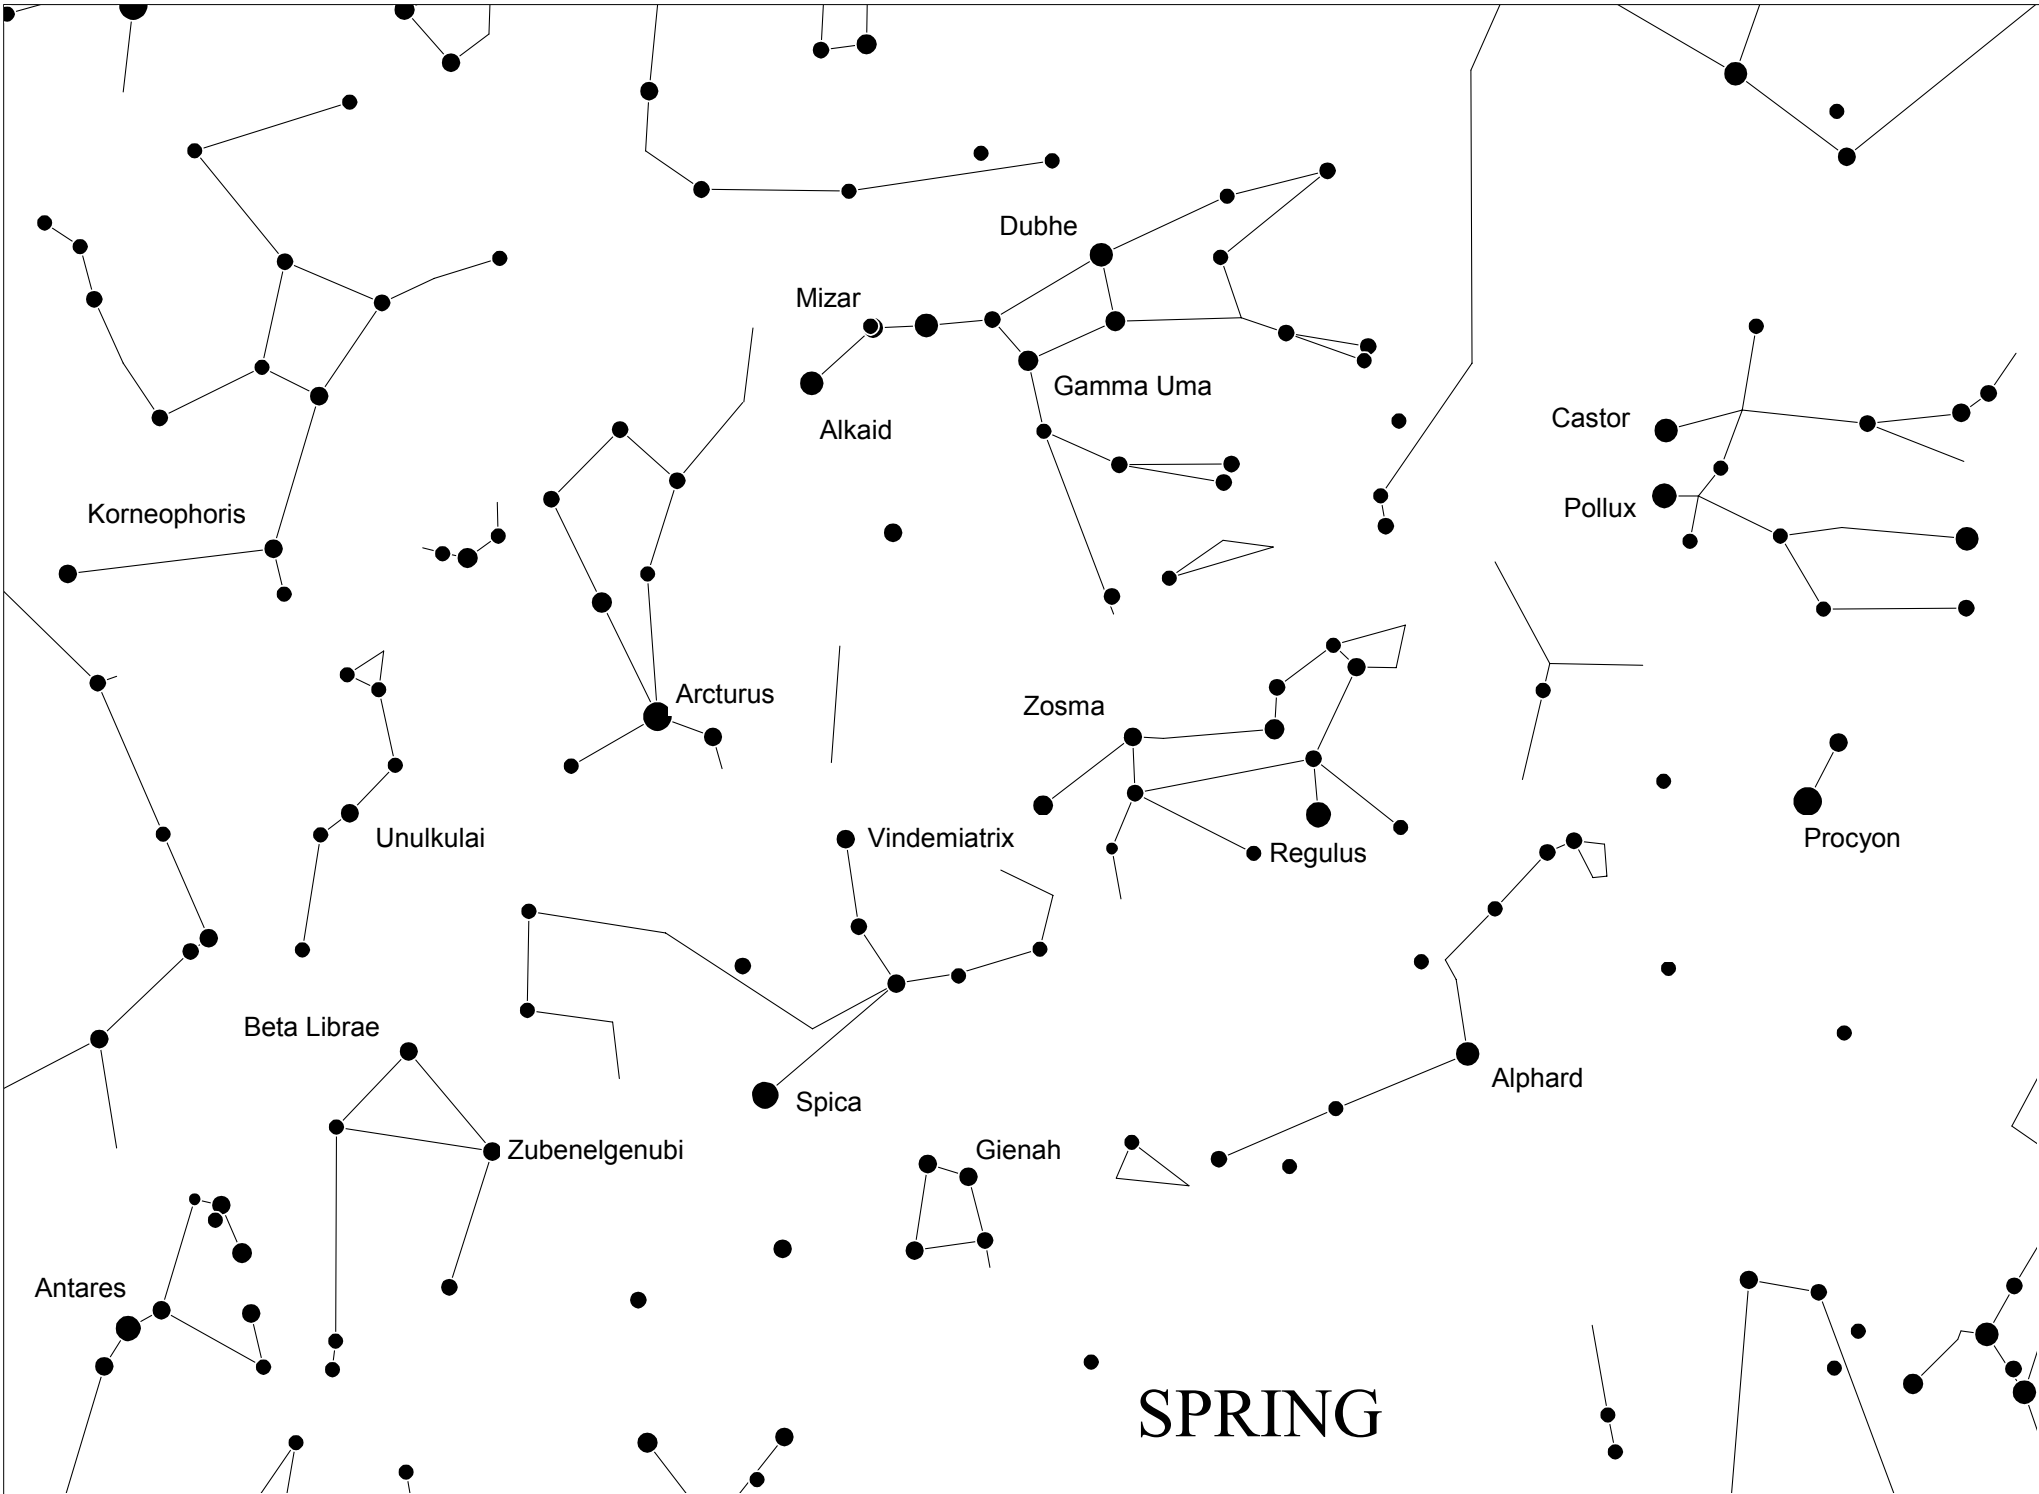 Dubhe
Mizar
Gamma Uma
Alkaid
Castor
Pollux
Korneophoris
Arcturus
Zosma
Unulkulai
Vindemiatrix
Regulus
Procyon
Beta Librae
Alphard
Spica
Zubenelgenubi
Gienah
Antares
SPRING